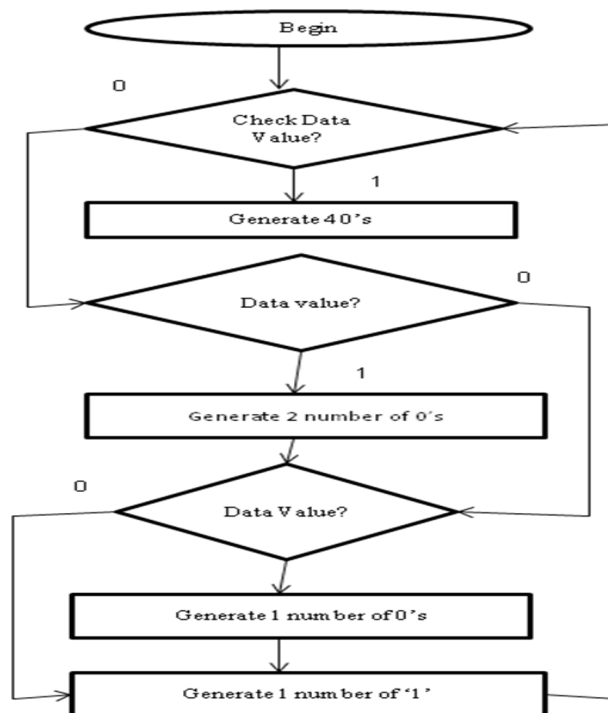 Begin
0
Check Data
Value?
1
Generate 4 0's
0
Data value?
1
Generate 2 number of 0's
0
Data Value?
Generate 1 number of 0's
Generate 1 number of '1'